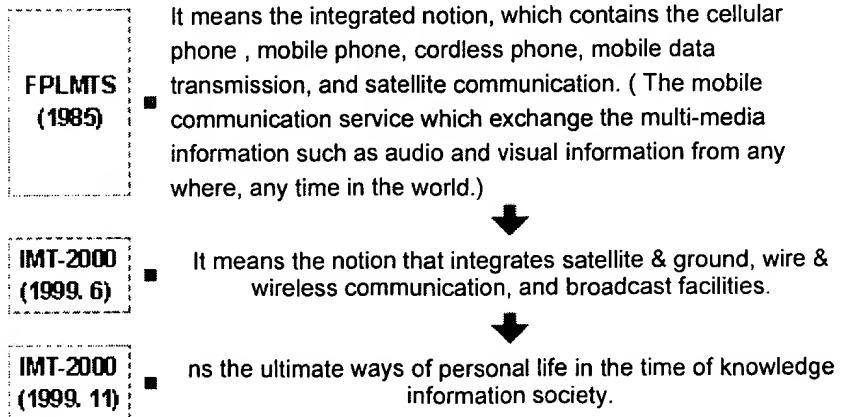 FPLMTS
(1985)
It means the integrated notion, which contains the cellular
phone , mobile phone, cordless phone, mobile data
transmission, and satellite communication. ( The mobile
communication service which exchange the multi-media
information such as audio and visual information from any
where, any time in the world.)
IMT-2000
(1999. 6)
It means the notion that integrates satellite & ground, wire &
wireless communication, and broadcast facilities.
IMT-2000
(1999. 11)
ns the ultimate ways of personal life in the time of knowledge
information society.